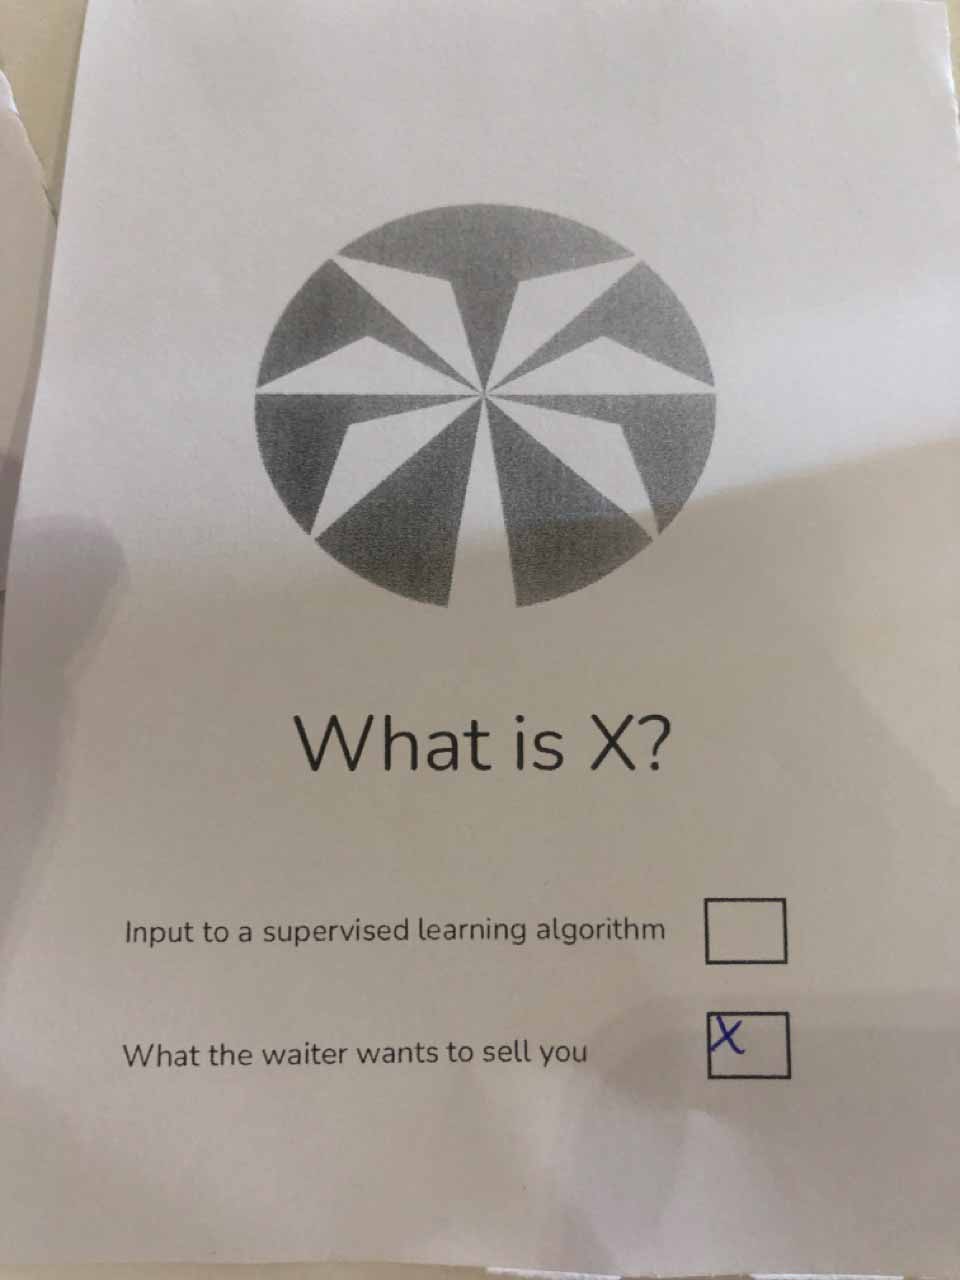 What is X?
Input to a supervised learning algorithm
What the waiter wants to sell you X